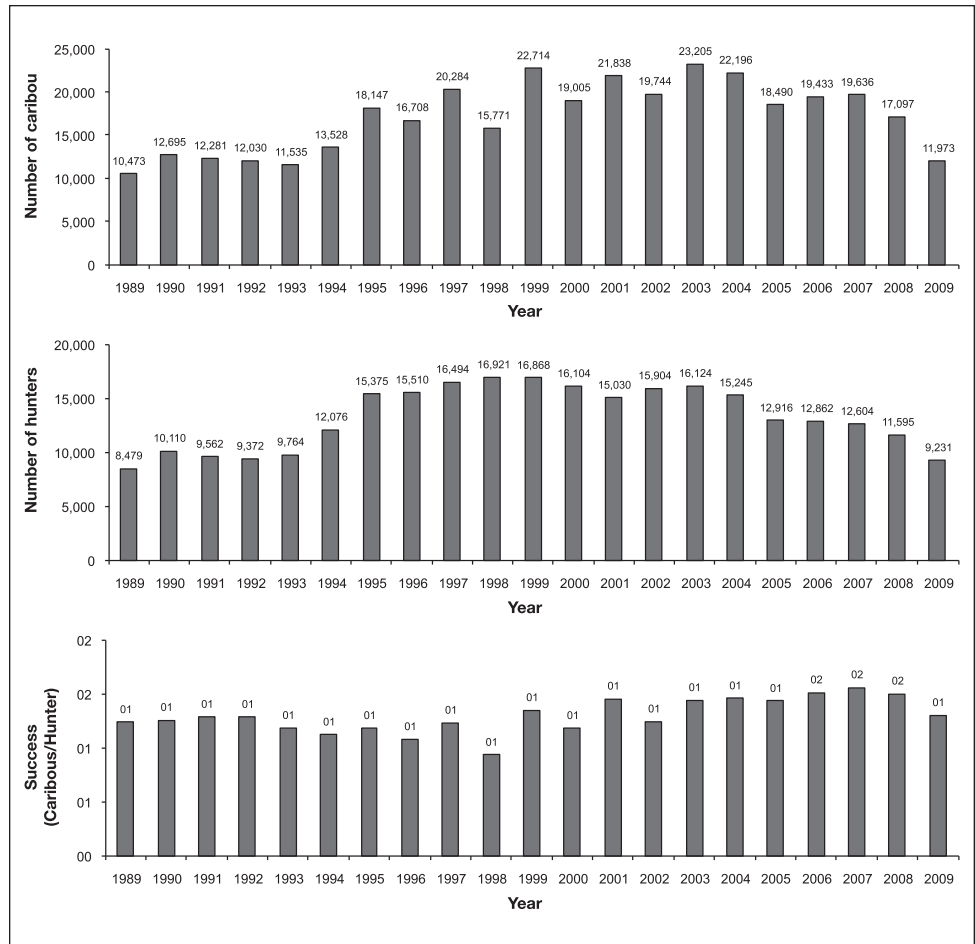 25,000
20,000
15,000
10,000
5,000
0
Number of caribou
10,473 12,695 12,281 12,030 11,535 13,528 18,147 16,708 20,284 15,771 22,714 19,005 21,838 19,744 23,205 22,196 18,490 19,433 19,636 17,097 11,973
1989 1990 1991 1992 1993 1994 1995 1996 1997 1998 1999 2000 2001 2002 2003 2004 2005 2006 2007 2008 2009
Year
20,000
15,000
10,000
5,000
0
Number of hunters
8,479 10,110 9,562 9,372 9,764 12,076 15,375 15,510 16,494 16,921 16,868 16,104 15,030 15,904 16,124 15,245 12,916 12,862 12,604 11,595 9,231
1989 1990 1991 1992 1993 1994 1995 1996 1997 1998 1999 2000 2001 2002 2003 2004 2005 2006 2007 2008 2009
Year
02
02
01
01
00
Success
(Caribous/Hunter)
01 01 01 01 01 01 01 01 01 01 01 01 01 01 01 01 01 02 02 02 01
1989 1990 1991 1992 1993 1994 1995 1996 1997 1998 1999 2000 2001 2002 2003 2004 2005 2006 2007 2008 2009
Year